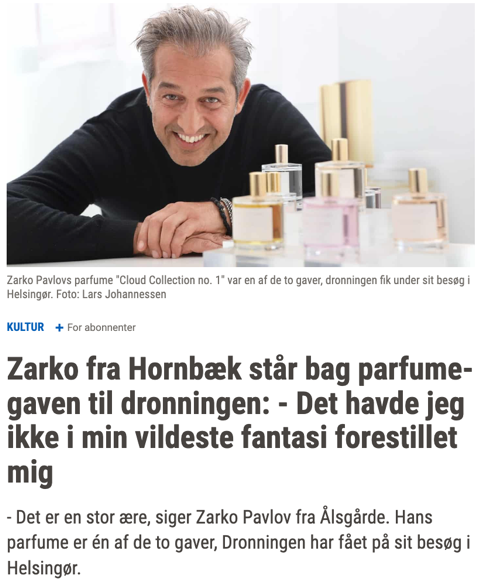 Zarko Pavlovs parfume "Cloud Collection no. 1" var en af de to gaver, dronningen fik under sit besøg i
Helsingør. Foto: Lars Johannessen
KULTUR + For abonnenter
Zarko fra Hornbæk står bag parfume-
gaven til dronningen: - Det havde jeg
ikke i min vildeste fantasi forestillet
mig
- Det er en stor ære, siger Zarko Pavlov fra Ålsgårde. Hans
parfume er én af de to gaver, Dronningen har fået på sit besøg i
Helsingør.